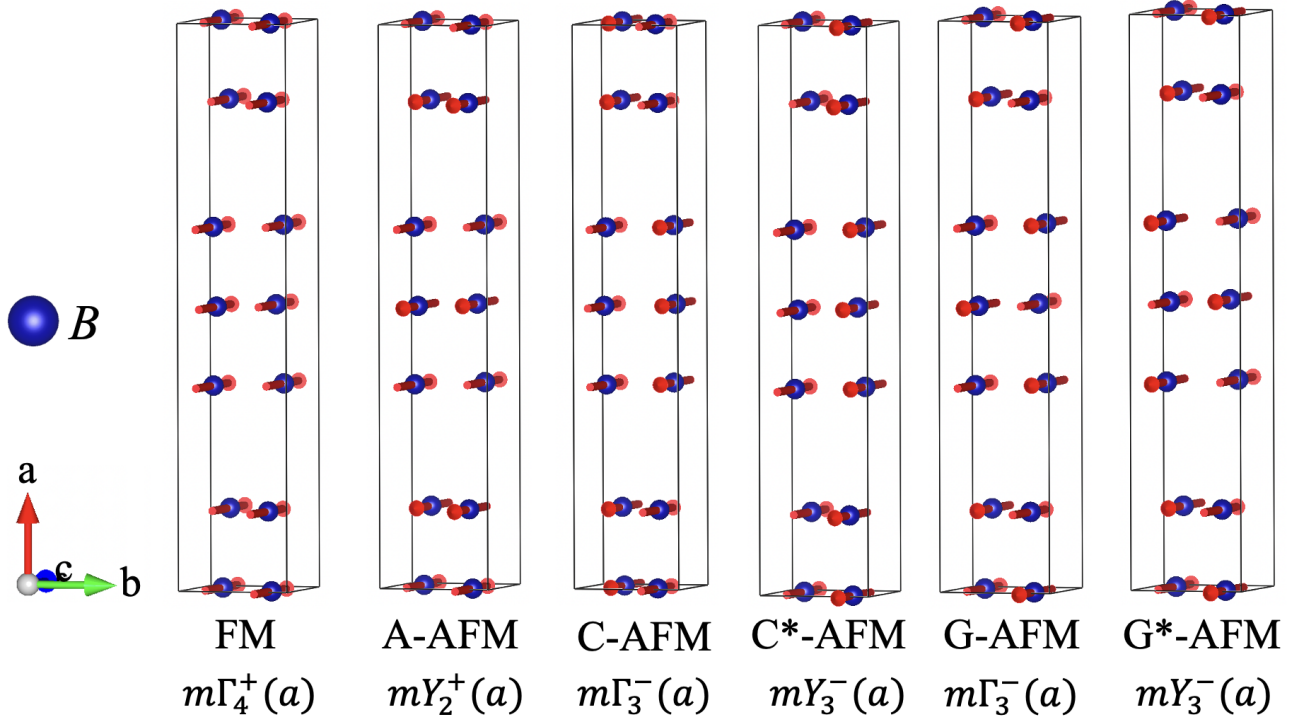 B
a
c
b
FM A-AFM C-AFM C*-AFM G-AFM G*-AFM
mΓ₄⁺(a) mY₂⁺(a) mΓ₃⁻(a) mY₃⁻(a) mΓ₃⁻(a) mY₃⁻(a)